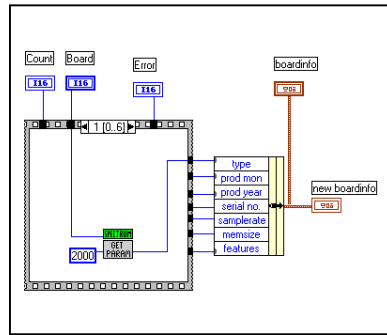 Count
Board
Error
boardinfo
I16
I16
I16
1 [0..6]
type
prod mon
prod year
serial no.
samplerate
memsize
features
new boardinfo
SPECTRUM
GET
PARAM
2000